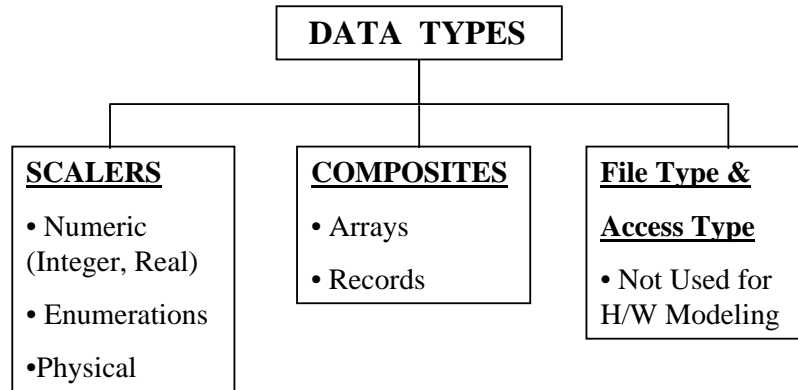 DATA TYPES
SCALERS
• Numeric
(Integer, Real)
• Enumerations
•Physical
COMPOSITES
• Arrays
• Records
File Type &
Access Type
• Not Used for
H/W Modeling